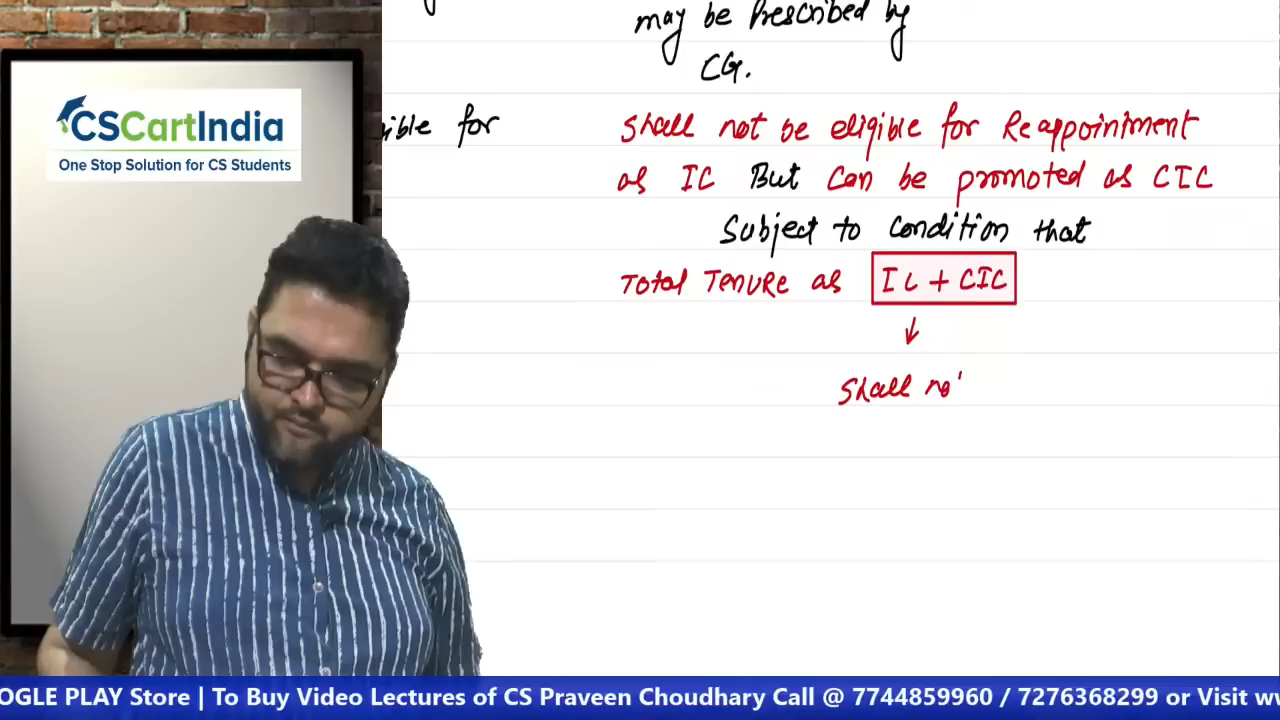 may be Prescribed by
CG.
CSCartIndia
One Stop Solution for CS Students
for
Shall not be eligible for Reappointment
as IC But can be promoted as CIC
Subject to condition that
Total Tenure as IC + CIC
↓
Shall no
OGLE PLAY Store | To Buy Video Lectures of CS Praveen Choudhary Call @ 7744859960 / 7276368299 or Visit w